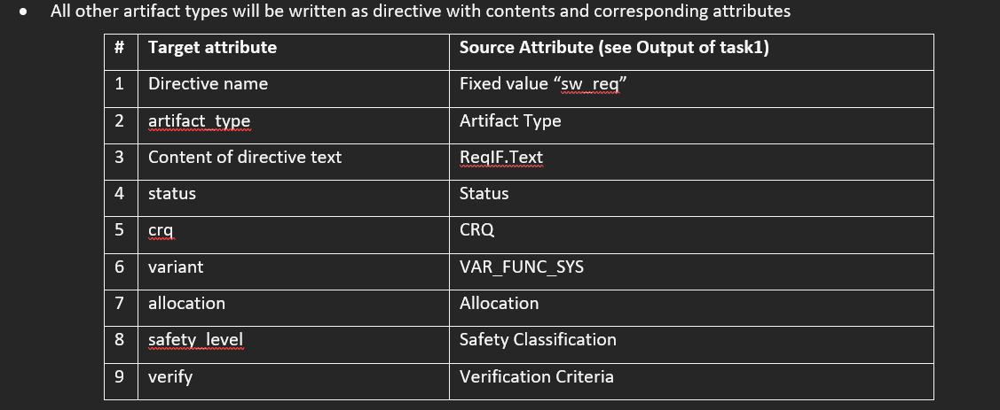 • All other artifact types will be written as directive with contents and corresponding attributes
# Target attribute Source Attribute (see Output of task1)
1 Directive name Fixed value “sw_req”
2 artifact_type Artifact Type
3 Content of directive text ReqIF.Text
4 status Status
5 crq CRQ
6 variant VAR_FUNC_SYS
7 allocation Allocation
8 safety_level Safety Classification
9 verify Verification Criteria